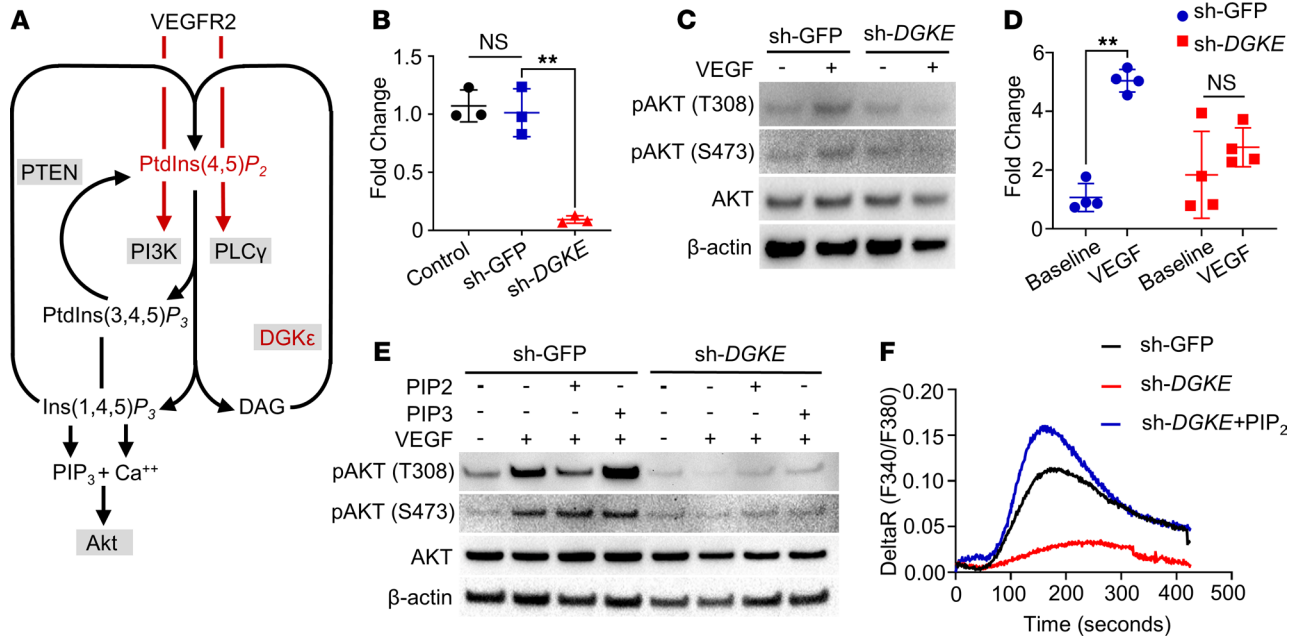 A
VEGFR2
PTEN
PtdIns(4,5)P2
PI3K
PLCγ
PtdIns(3,4,5)P3
DGKε
Ins(1,4,5)P3
DAG
PIP3 + Ca++
Akt
B
NS
**
Fold Change
1.5
1.0
0.5
0
Control
sh-GFP
sh-DGKE
C
sh-GFP
sh-DGKE
VEGF - + - +
pAKT (T308)
pAKT (S473)
AKT
β-actin
D
sh-GFP
sh-DGKE
**
NS
Fold Change
6
4
2
0
Baseline
VEGF
Baseline
VEGF
E
sh-GFP
sh-DGKE
PIP2 - - + - - +
PIP3 - - + - +
VEGF - + + + - + + +
pAKT (T308)
pAKT (S473)
AKT
β-actin
F
sh-GFP
sh-DGKE
sh-DGKE+PIP2
DeltaR (F340/F380)
0.20
0.15
0.10
0.05
0.00
0 100 200 300 400 500
Time (seconds)